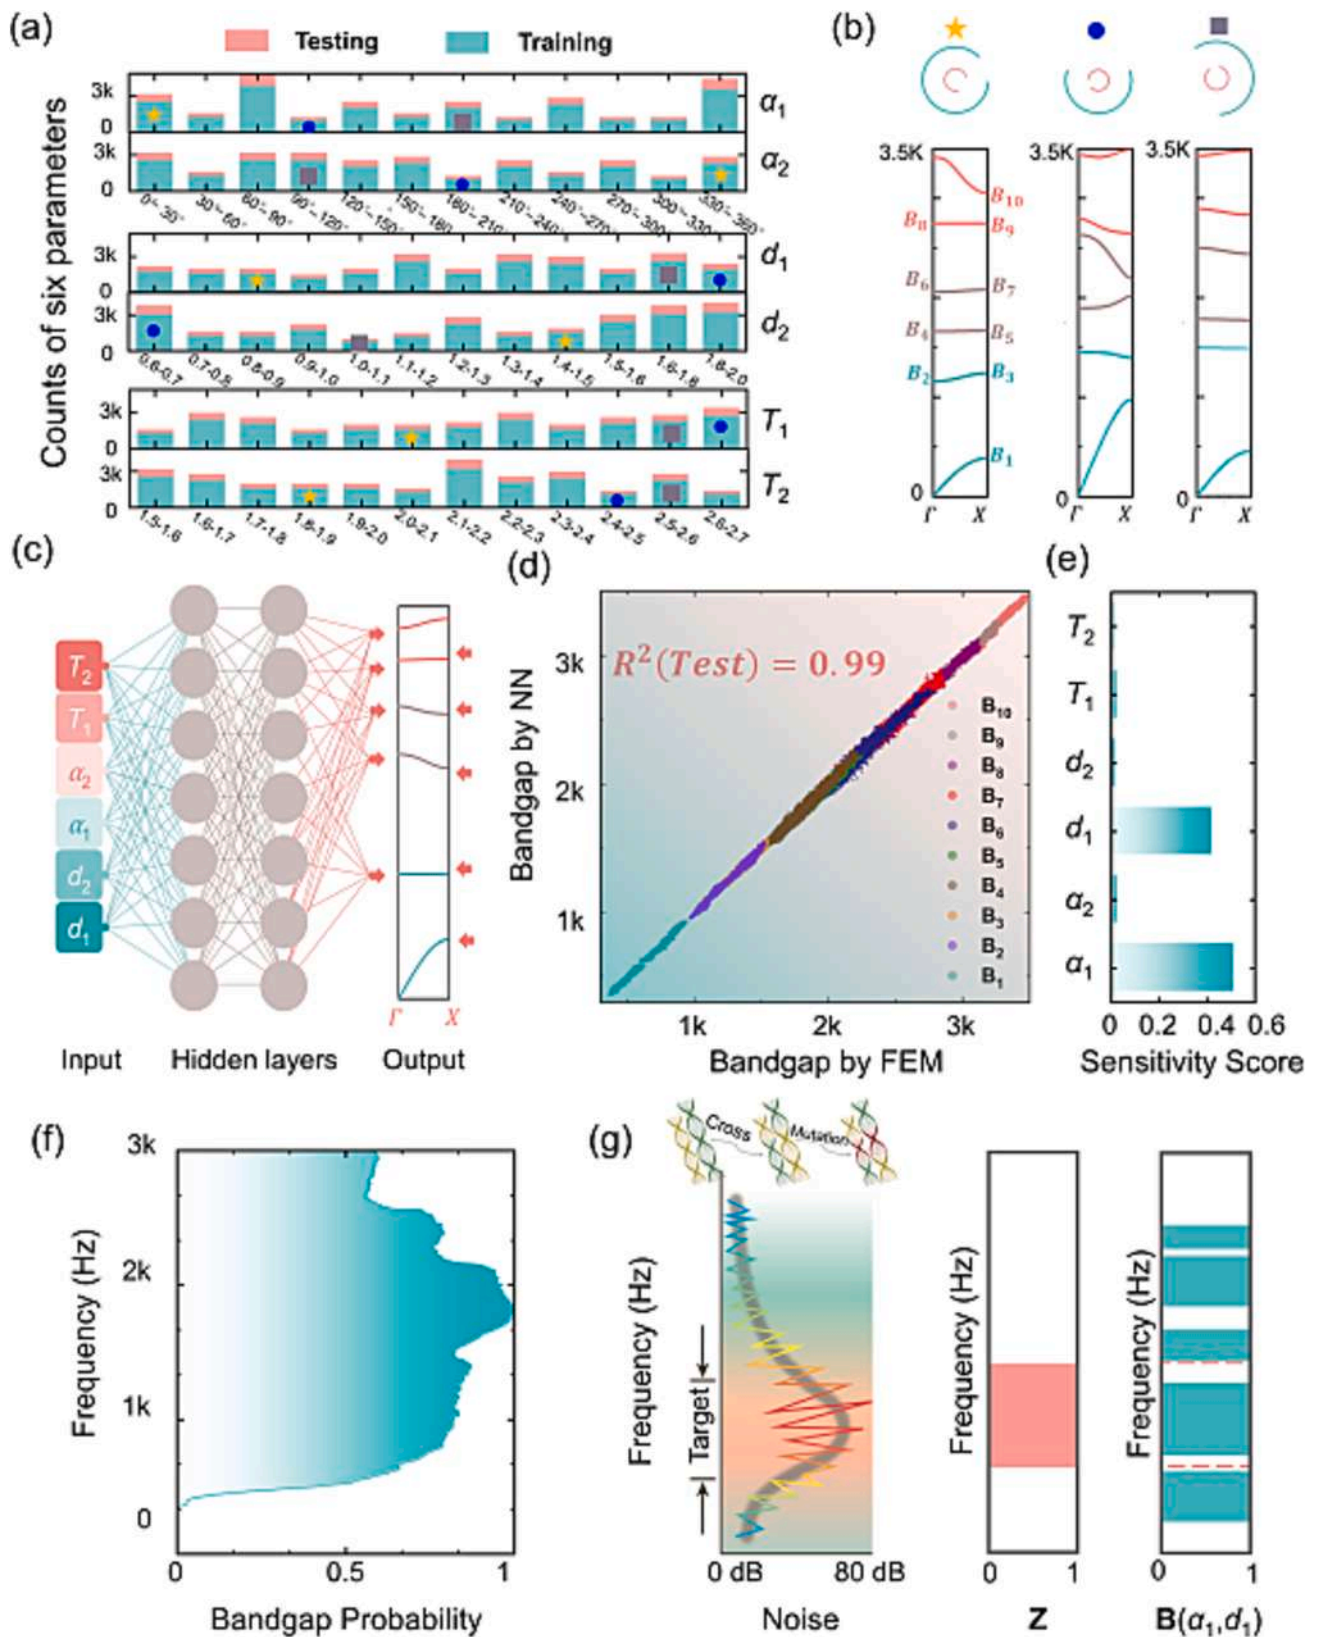 (a)
Testing Training
Counts of six parameters
3k
0
α1
3k
0
α2
0°~30° 30°~60° 60°~90° 90°~120° 120°~150° 150°~180 180°~210 210°~240° 240°~270 270°~300 300°~330° 330°~360°
3k
0
d1
3k
0
d2
0.6-0.7 0.7-0.8 0.8-0.9 0.9-1.0 1.0-1.1 1.1-1.2 1.2-1.3 1.3-1.4 1.4-1.5 1.5-1.6 1.6-1.8 1.8-2.0
3k
0
T1
3k
0
T2
1.5-1.6 1.6-1.7 1.7-1.8 1.8-1.9 1.9-2.0 2.0-2.1 2.1-2.2 2.2-2.3 2.3-2.4 2.4-2.5 2.5-2.6 2.6-2.7
(b)
3.5K 3.5K 3.5K
B10
B8 B9
B6 B7
B4 B5
B2 B3
B1
0 0 0
Γ X Γ X Γ X
(c)
T2
T1
α2
α1
d2
d1
Γ X
Input Hidden layers Output
(d)
Bandgap by NN
R²(Test) = 0.99
3k
2k
1k
B10
B9
B8
B7
B6
B5
B4
B3
B2
B1
1k 2k 3k
Bandgap by FEM
(e)
T2
T1
d2
d1
α2
α1
0 0.2 0.4 0.6
Sensitivity Score
(f)
Frequency (Hz)
3k
2k
1k
0
0 0.5 1
Bandgap Probability
(g)
Cross Mutation
Frequency (Hz)
Target
0 dB 80 dB
Noise
Frequency (Hz)
0 1
Z
Frequency (Hz)
0 1
B(α1,d1)